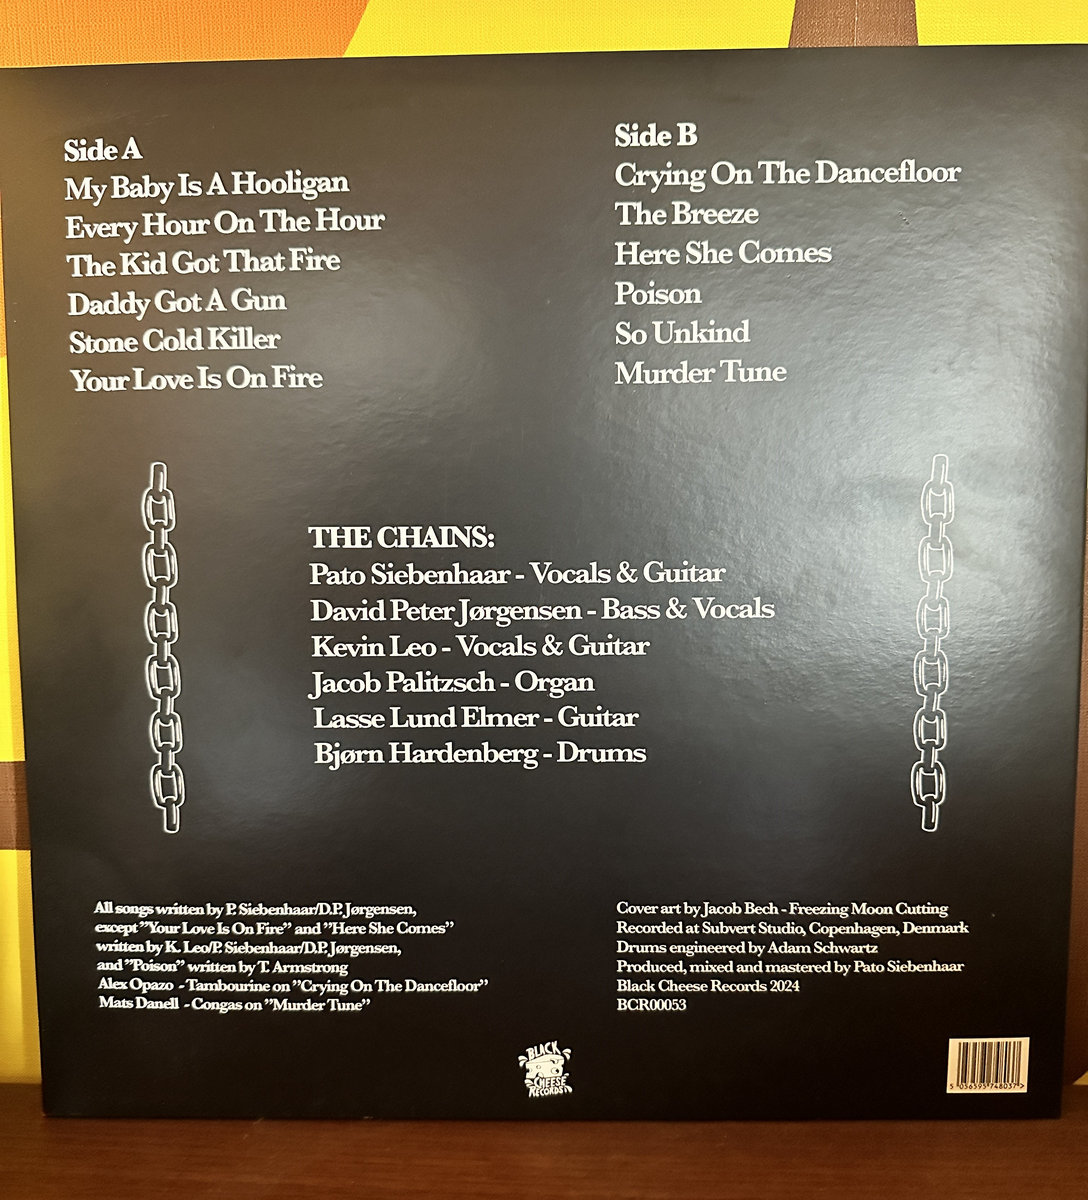 Side A
My Baby Is A Hooligan
Every Hour On The Hour
The Kid Got That Fire
Daddy Got A Gun
Stone Cold Killer
Your Love Is On Fire
Side B
Crying On The Dancefloor
The Breeze
Here She Comes
Poison
So Unkind
Murder Tune
THE CHAINS:
Pato Siebenhaar - Vocals & Guitar
David Peter Jørgensen - Bass & Vocals
Kevin Leo - Vocals & Guitar
Jacob Palitzsch - Organ
Lasse Lund Elmer - Guitar
Bjørn Hardenberg - Drums
All songs written by P. Siebenhaar/D.P. Jørgensen,
except ”Your Love Is On Fire” and ”Here She Comes”
written by K. Leo/P. Siebenhaar/D.P. Jørgensen,
and ”Poison” written by T. Armstrong
Alex Opazo - Tambourine on ”Crying On The Dancefloor”
Mats Danell - Congas on ”Murder Tune”
Cover art by Jacob Bech - Freezing Moon Cutting
Recorded at Subvert Studio, Copenhagen, Denmark
Drums engineered by Adam Schwartz
Produced, mixed and mastered by Pato Siebenhaar
Black Cheese Records 2024
BCR00053
BLACK
CHEESE
RECORDS
5 056595 748037 >